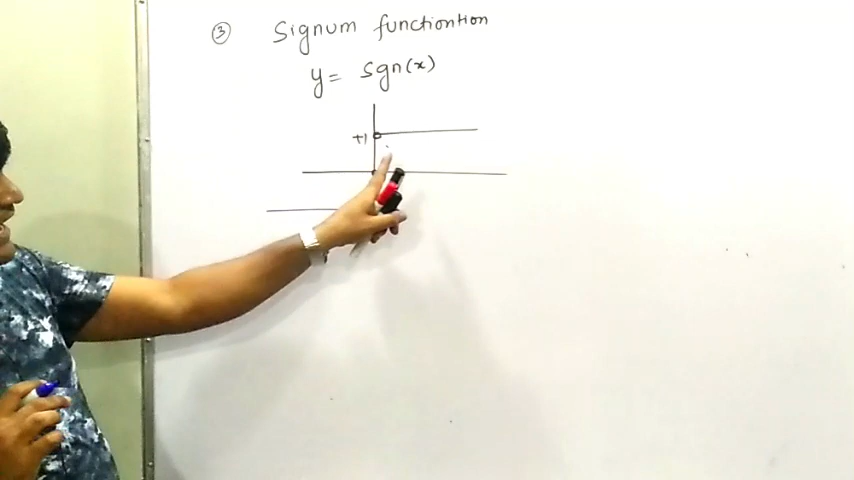 ③ Signum functiontion
y = sgn(x)
+1